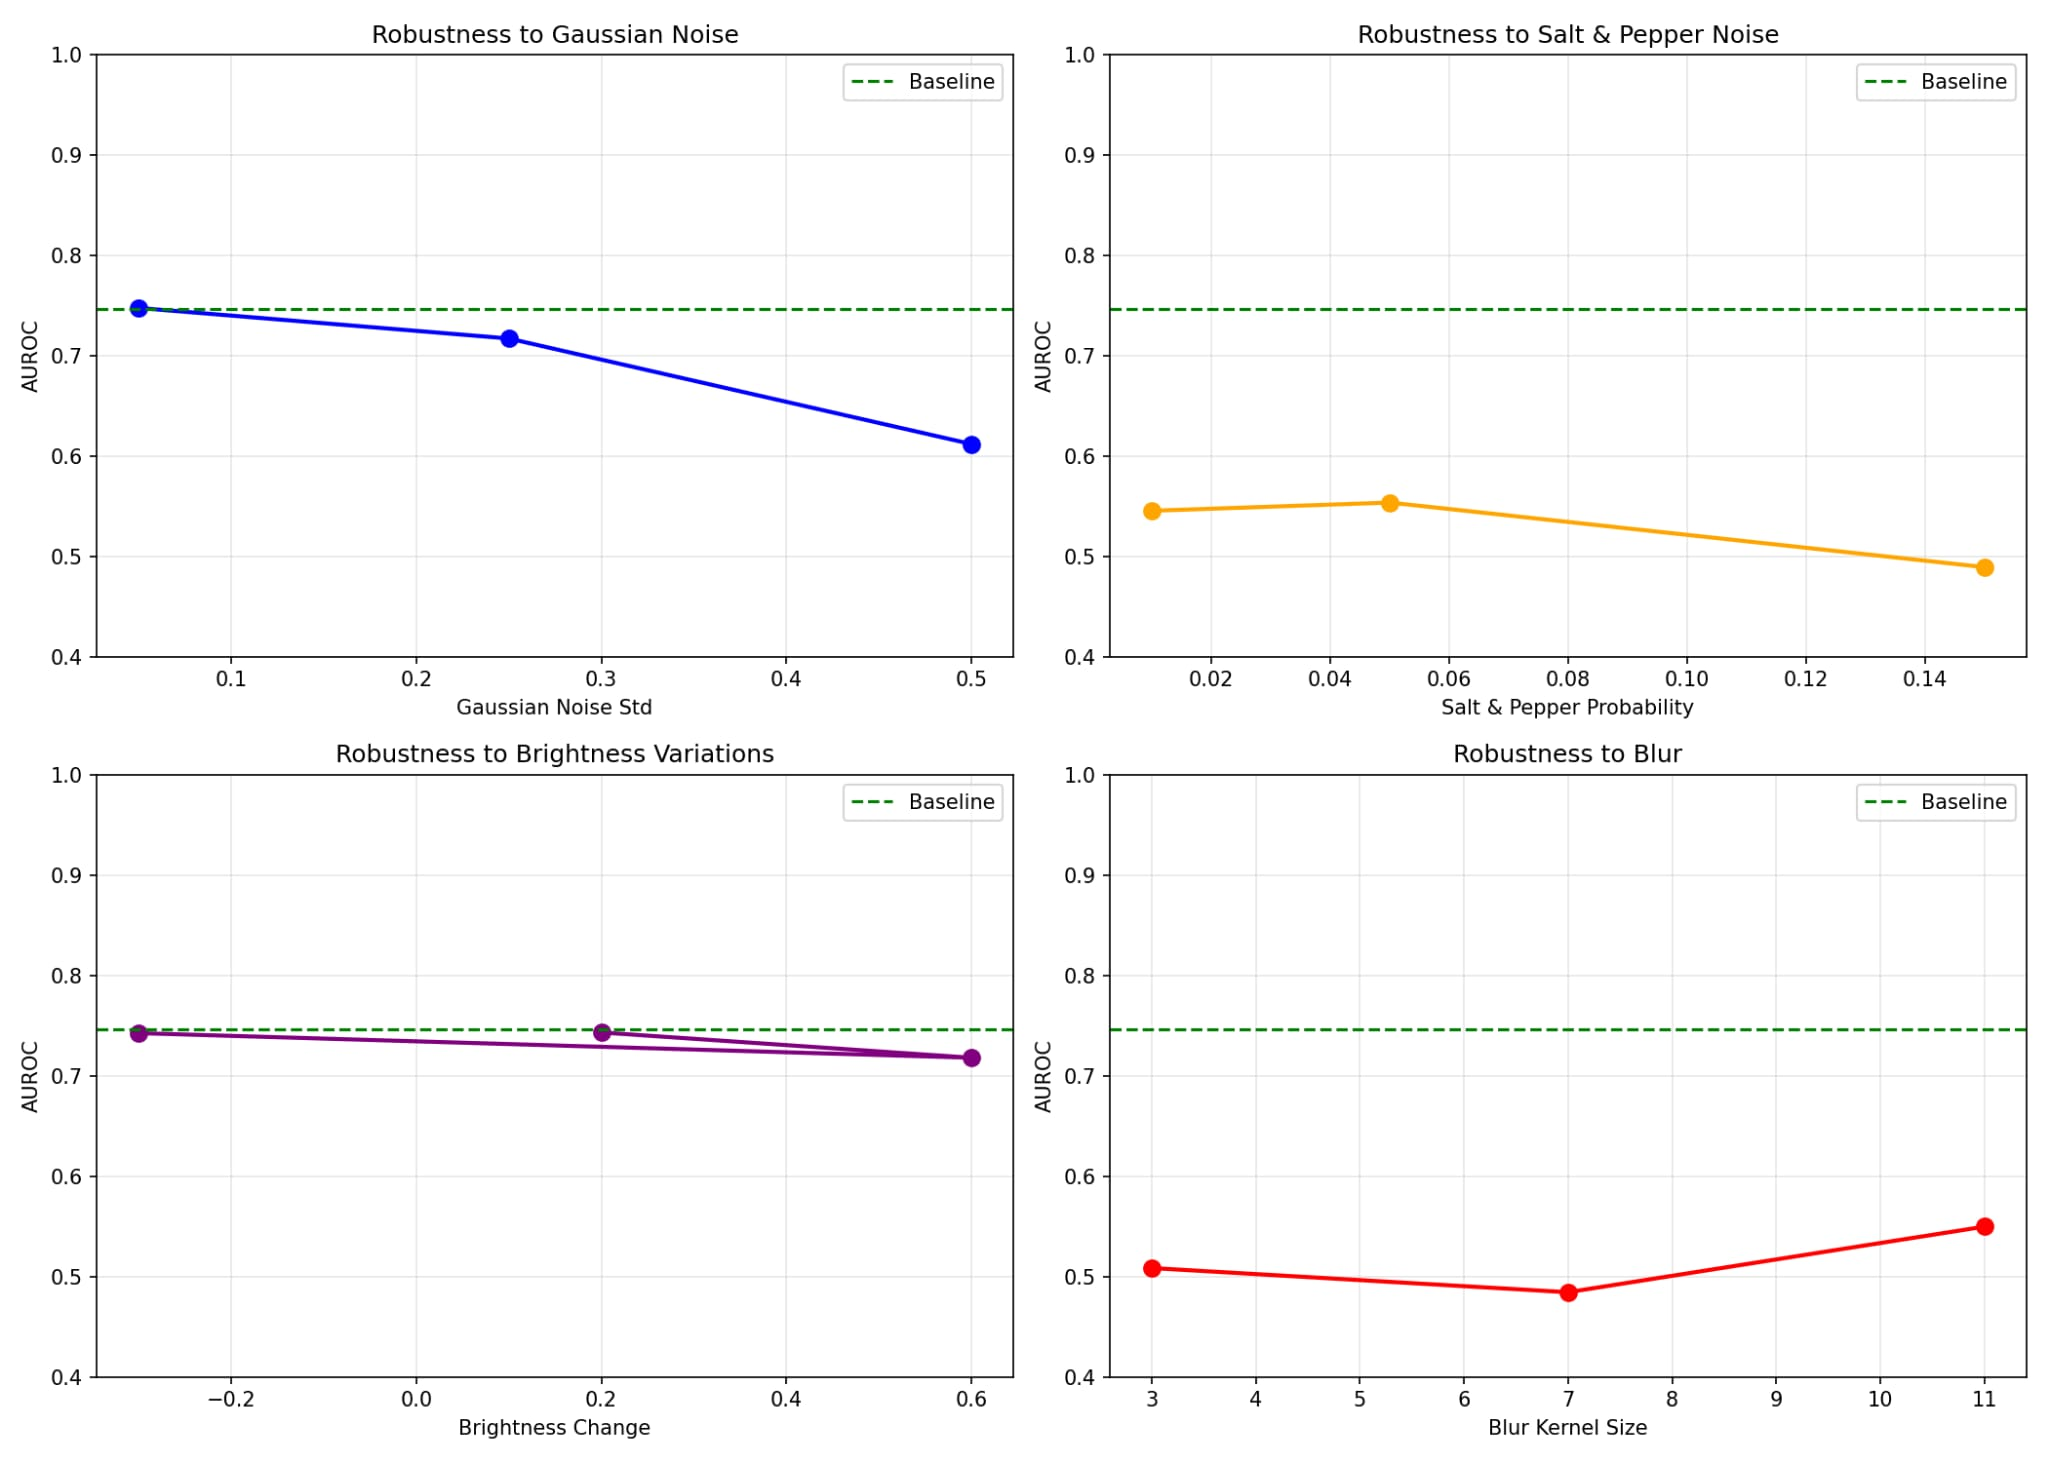 Robustness to Gaussian Noise
Baseline
1.0
0.9
0.8
0.7
0.6
0.5
0.4
AUROC
0.1 0.2 0.3 0.4 0.5
Gaussian Noise Std
Robustness to Salt & Pepper Noise
Baseline
1.0
0.9
0.8
0.7
0.6
0.5
0.4
AUROC
0.02 0.04 0.06 0.08 0.10 0.12 0.14
Salt & Pepper Probability
Robustness to Brightness Variations
Baseline
1.0
0.9
0.8
0.7
0.6
0.5
0.4
AUROC
−0.2 0.0 0.2 0.4 0.6
Brightness Change
Robustness to Blur
Baseline
1.0
0.9
0.8
0.7
0.6
0.5
0.4
AUROC
3 4 5 6 7 8 9 10 11
Blur Kernel Size